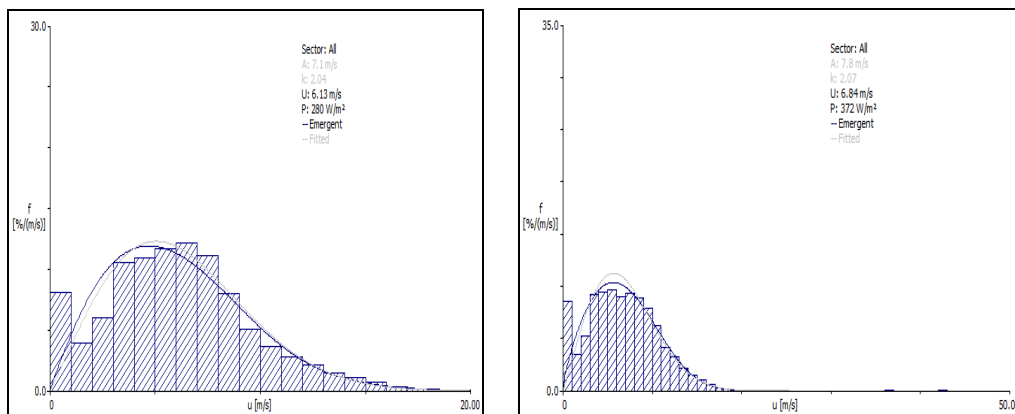 30.0
Sector: All
A: 7.1 m/s
k: 2.04
U: 6.13 m/s
P: 280 W/m²
-- Emergent
-- Fitted
f
[%/(m/s)]
0.0
0
u [m/s]
20.00
35.0
Sector: All
A: 7.8 m/s
k: 2.07
U: 6.84 m/s
P: 372 W/m²
-- Emergent
-- Fitted
f
[%/(m/s)]
0.0
0
u [m/s]
50.0